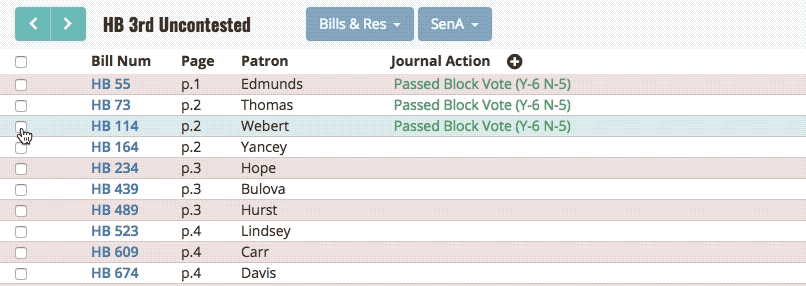 HB 3rd Uncontested Bills & Res SenA
Bill Num Page Patron Journal Action
HB 55 p.1 Edmunds Passed Block Vote (Y-6 N-5)
HB 73 p.2 Thomas Passed Block Vote (Y-6 N-5)
HB 114 p.2 Webert Passed Block Vote (Y-6 N-5)
HB 164 p.2 Yancey
HB 234 p.3 Hope
HB 439 p.3 Bulova
HB 489 p.3 Hurst
HB 523 p.4 Lindsey
HB 609 p.4 Carr
HB 674 p.4 Davis